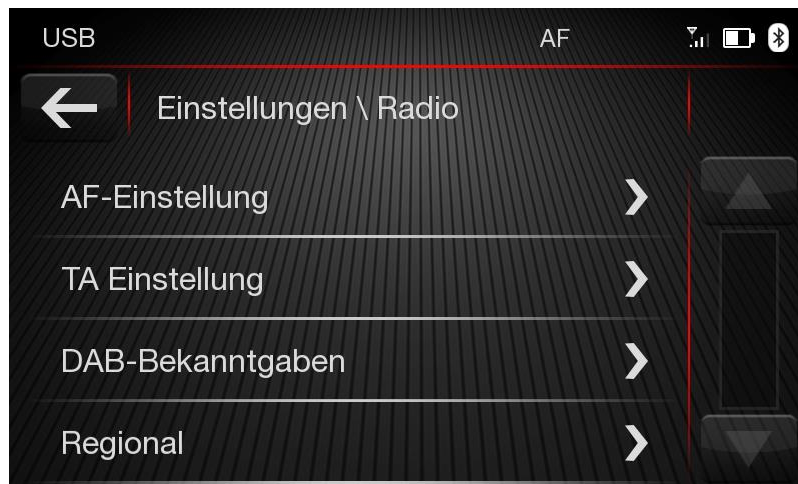 USB AF
Einstellungen \ Radio
AF-Einstellung
TA Einstellung
DAB-Bekanntgaben
Regional